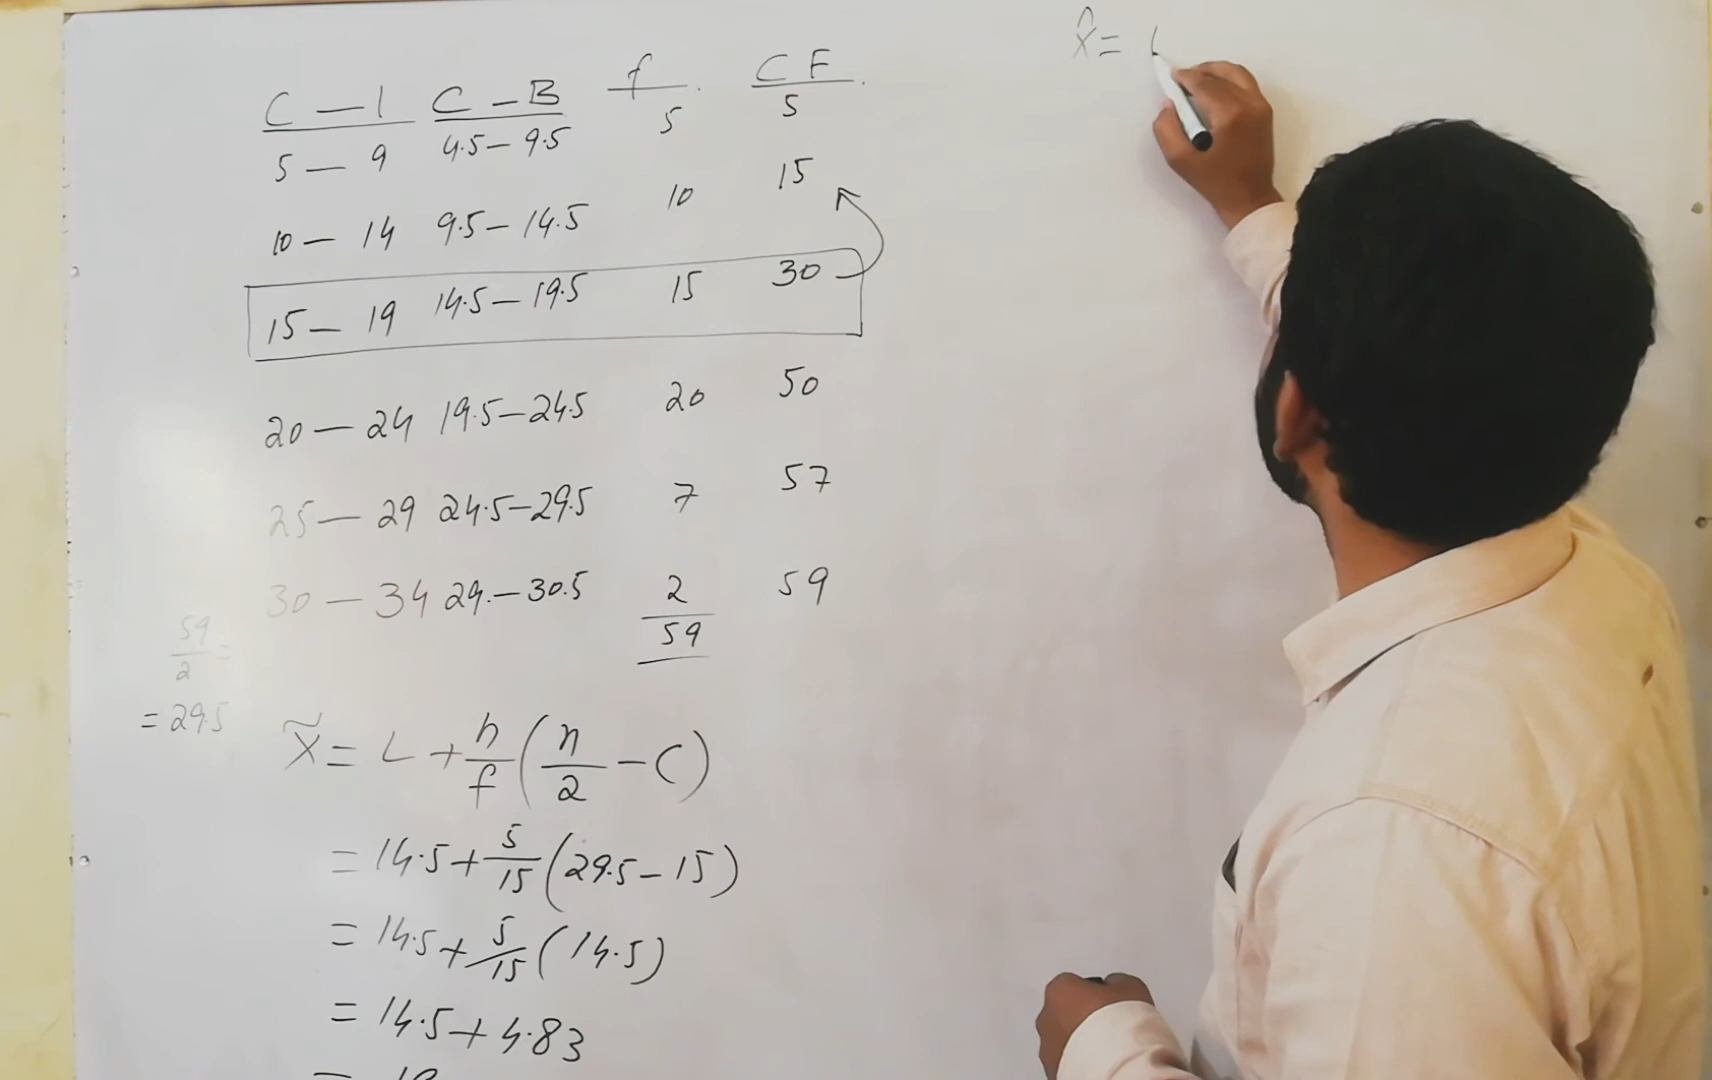 C – I C – B f C F
5 – 9 4.5 – 9.5 5 5
10 – 14 9.5 – 14.5 10 15
15 – 19 14.5 – 19.5 15 30
20 – 24 19.5 – 24.5 20 50
25 – 29 24.5 – 29.5 7 57
30 – 34 29. – 30.5 2 59
59
59/2 =
= 29.5
X̃ = L + h/f (n/2 – C)
= 14.5 + 5/15 (29.5 – 15)
= 14.5 + 5/15 (14.5)
= 14.5 + 4.83
X̂ =